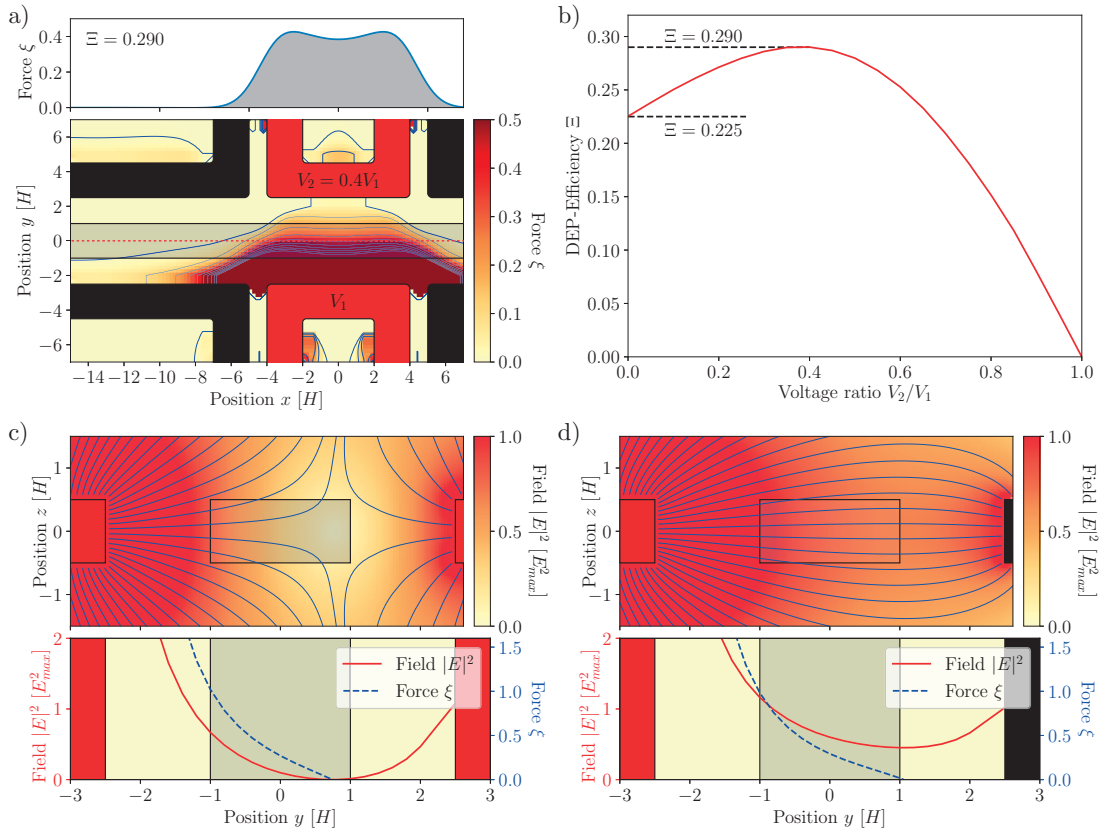 a)
Force ξ
0.4
0.2
0.0
Ξ = 0.290
Position y [H]
6
4
2
0
−2
−4
−6
V₂ = 0.4V₁
V₁
−14 −12 −10 −8 −6 −4 −2 0 2 4 6
Position x [H]
0.5
0.4
0.3
0.2
0.1
0.0
Force ξ
b)
DEP-Efficiency Ξ
0.30
0.25
0.20
0.15
0.10
0.05
0.00
Ξ = 0.290
Ξ = 0.225
0.0 0.2 0.4 0.6 0.8 1.0
Voltage ratio V₂/V₁
c)
Position z [H]
1
0
−1
1.0
0.5
0.0
Field |E|² [E²max]
Field |E|² [E²max]
2
1
0
Field |E|²
Force ξ
1.5
1.0
0.5
0.0
Force ξ
−3 −2 −1 0 1 2 3
Position y [H]
d)
Position z [H]
1
0
−1
1.0
0.5
0.0
Field |E|² [E²max]
Field |E|² [E²max]
2
1
0
Field |E|²
Force ξ
1.5
1.0
0.5
0.0
Force ξ
−3 −2 −1 0 1 2 3
Position y [H]